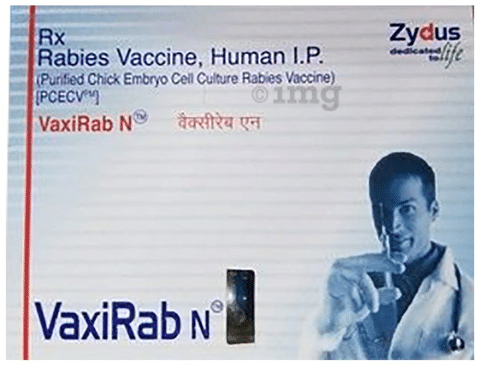 Rx
Zydus
dedicated to life
Rabies Vaccine, Human I.P.
(Purified Chick Embryo Cell Culture Rabies Vaccine)
[PCECV™]
©1mg
VaxiRab N™ वैक्सीरेब एन
VaxiRab N™